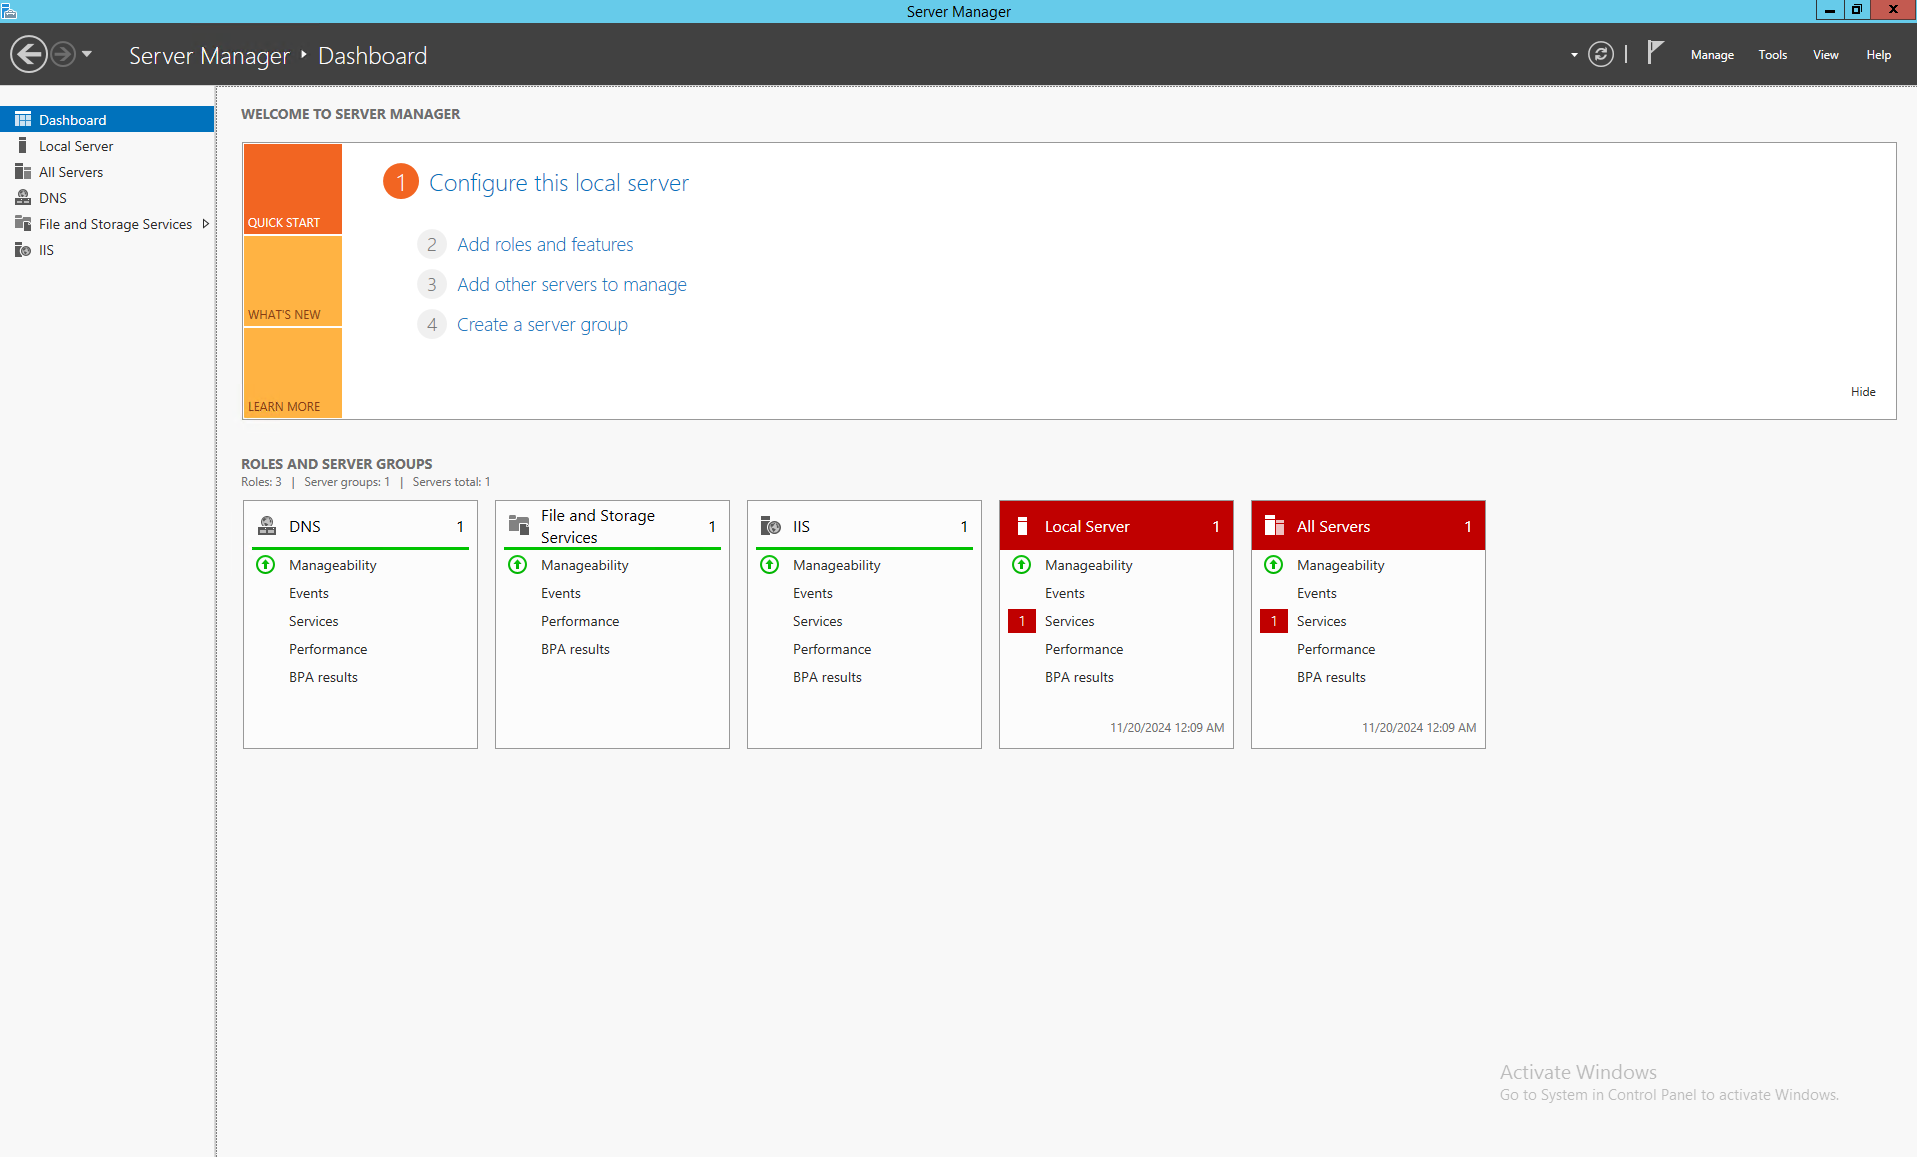 Server Manager
Server Manager ‣ Dashboard
Manage Tools View Help
Dashboard
Local Server
All Servers
DNS
File and Storage Services
IIS
WELCOME TO SERVER MANAGER
QUICK START
WHAT'S NEW
LEARN MORE
1 Configure this local server
2 Add roles and features
3 Add other servers to manage
4 Create a server group
Hide
ROLES AND SERVER GROUPS
Roles: 3 | Server groups: 1 | Servers total: 1
DNS 1
Manageability
Events
Services
Performance
BPA results
File and Storage
Services 1
Manageability
Events
Performance
BPA results
IIS 1
Manageability
Events
Services
Performance
BPA results
Local Server 1
Manageability
Events
1 Services
Performance
BPA results
11/20/2024 12:09 AM
All Servers 1
Manageability
Events
1 Services
Performance
BPA results
11/20/2024 12:09 AM
Activate Windows
Go to System in Control Panel to activate Windows.